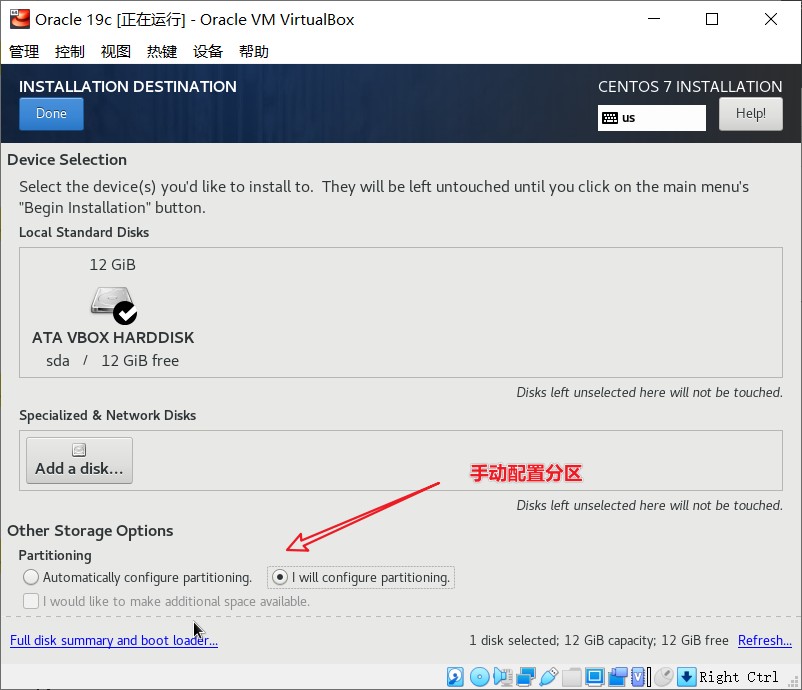 Oracle 19c [正在运行] - Oracle VM VirtualBox
管理 控制 视图 热键 设备 帮助
INSTALLATION DESTINATION
CENTOS 7 INSTALLATION
Done
us
Help!
Device Selection
Select the device(s) you'd like to install to. They will be left untouched until you click on the main menu's
"Begin Installation" button.
Local Standard Disks
12 GiB
ATA VBOX HARDDISK
sda / 12 GiB free
Disks left unselected here will not be touched.
Specialized & Network Disks
Add a disk...
手动配置分区
Disks left unselected here will not be touched.
Other Storage Options
Partitioning
Automatically configure partitioning.
I will configure partitioning.
I would like to make additional space available.
Full disk summary and boot loader...
1 disk selected; 12 GiB capacity; 12 GiB free
Refresh...
Right Ctrl